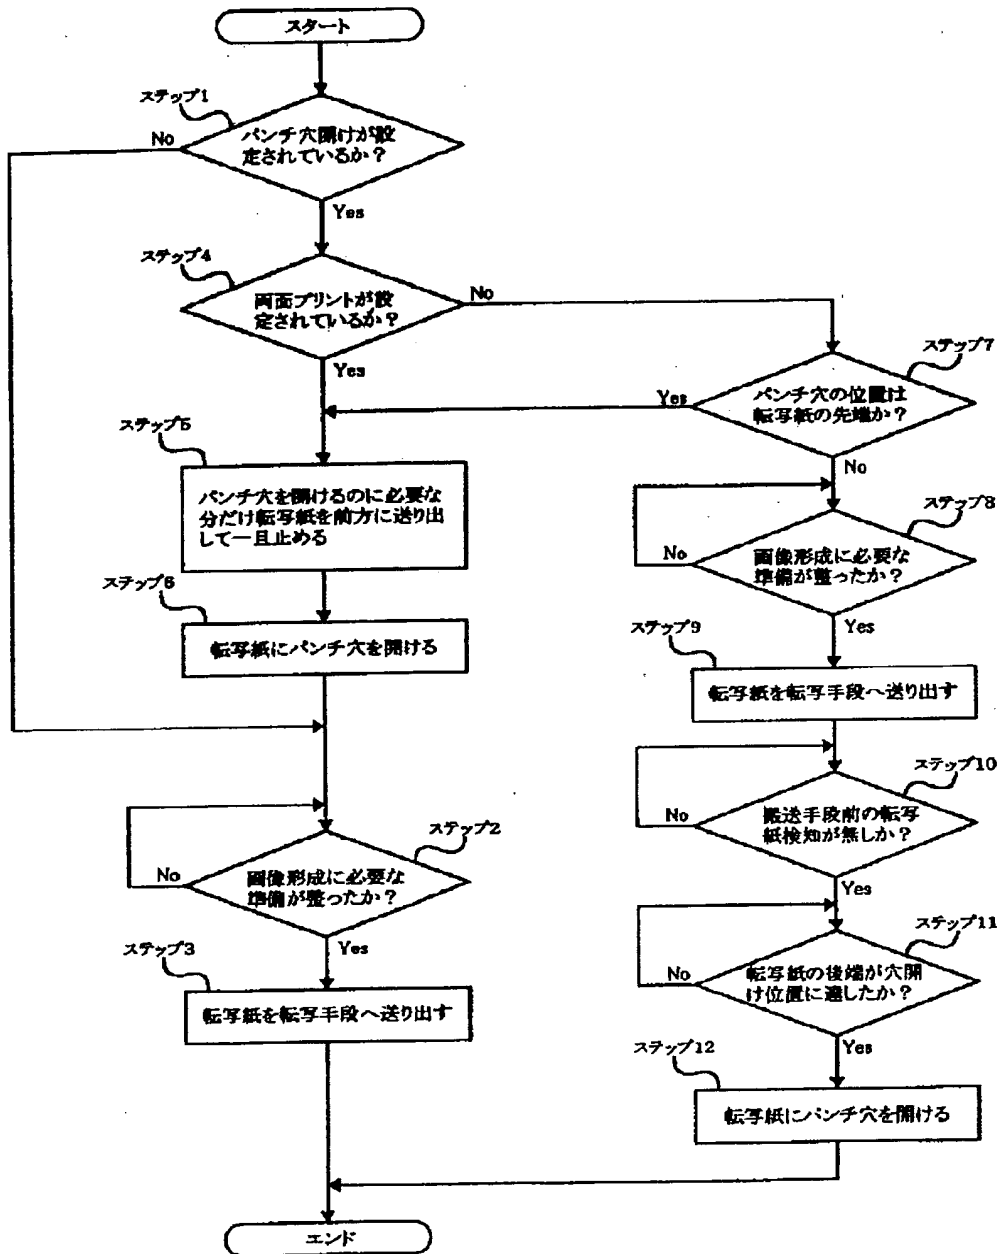 スタート
ステップ1
パンチ穴開けが設
定されているか？
No
Yes
ステップ4
両面プリントが設
定されているか？
No
Yes
ステップ7
パンチ穴の位置は
転写紙の先端か？
Yes
No
ステップ5
パンチ穴を開けるのに必要な
分だけ転写紙を前方に送り出
して一旦止める
ステップ6
転写紙にパンチ穴を開ける
ステップ8
画像形成に必要な
準備が整ったか？
No
Yes
ステップ9
転写紙を転写手段へ送り出す
ステップ10
搬送手段前の転写
紙検知が無しか？
No
Yes
ステップ2
画像形成に必要な
準備が整ったか？
No
Yes
ステップ3
転写紙を転写手段へ送り出す
ステップ11
転写紙の後端が穴開
け位置に達したか？
No
Yes
ステップ12
転写紙にパンチ穴を開ける
エンド